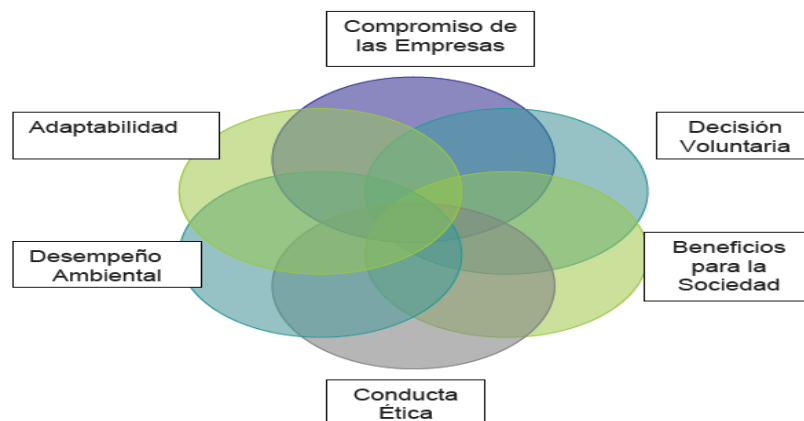 Compromiso de
las Empresas
Adaptabilidad
Decisión
Voluntaria
Desempeño
Ambiental
Beneficios
para la
Sociedad
Conducta
Ética